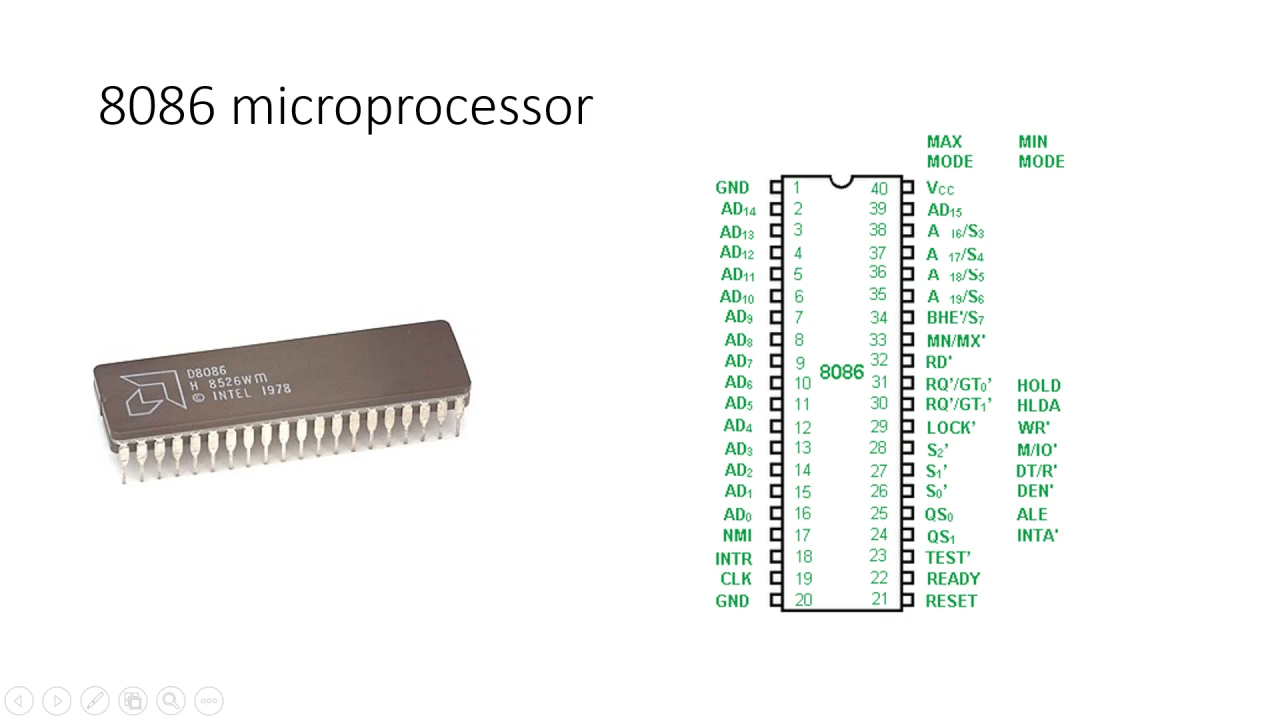 8086 microprocessor
D8086
H 8526WM
© INTEL 1978
MAX MODE
MIN MODE
GND 1 40 VCC
AD14 2 39 AD15
AD13 3 38 A 16/S3
AD12 4 37 A 17/S4
AD11 5 36 A 18/S5
AD10 6 35 A 19/S6
AD9 7 34 BHE'/S7
AD8 8 33 MN/MX'
AD7 9 32 RD'
8086
AD6 10 31 RQ'/GT0' HOLD
AD5 11 30 RQ'/GT1' HLDA
AD4 12 29 LOCK' WR'
AD3 13 28 S2' M/IO'
AD2 14 27 S1' DT/R'
AD1 15 26 S0' DEN'
AD0 16 25 QS0 ALE
NMI 17 24 QS1 INTA'
INTR 18 23 TEST'
CLK 19 22 READY
GND 20 21 RESET